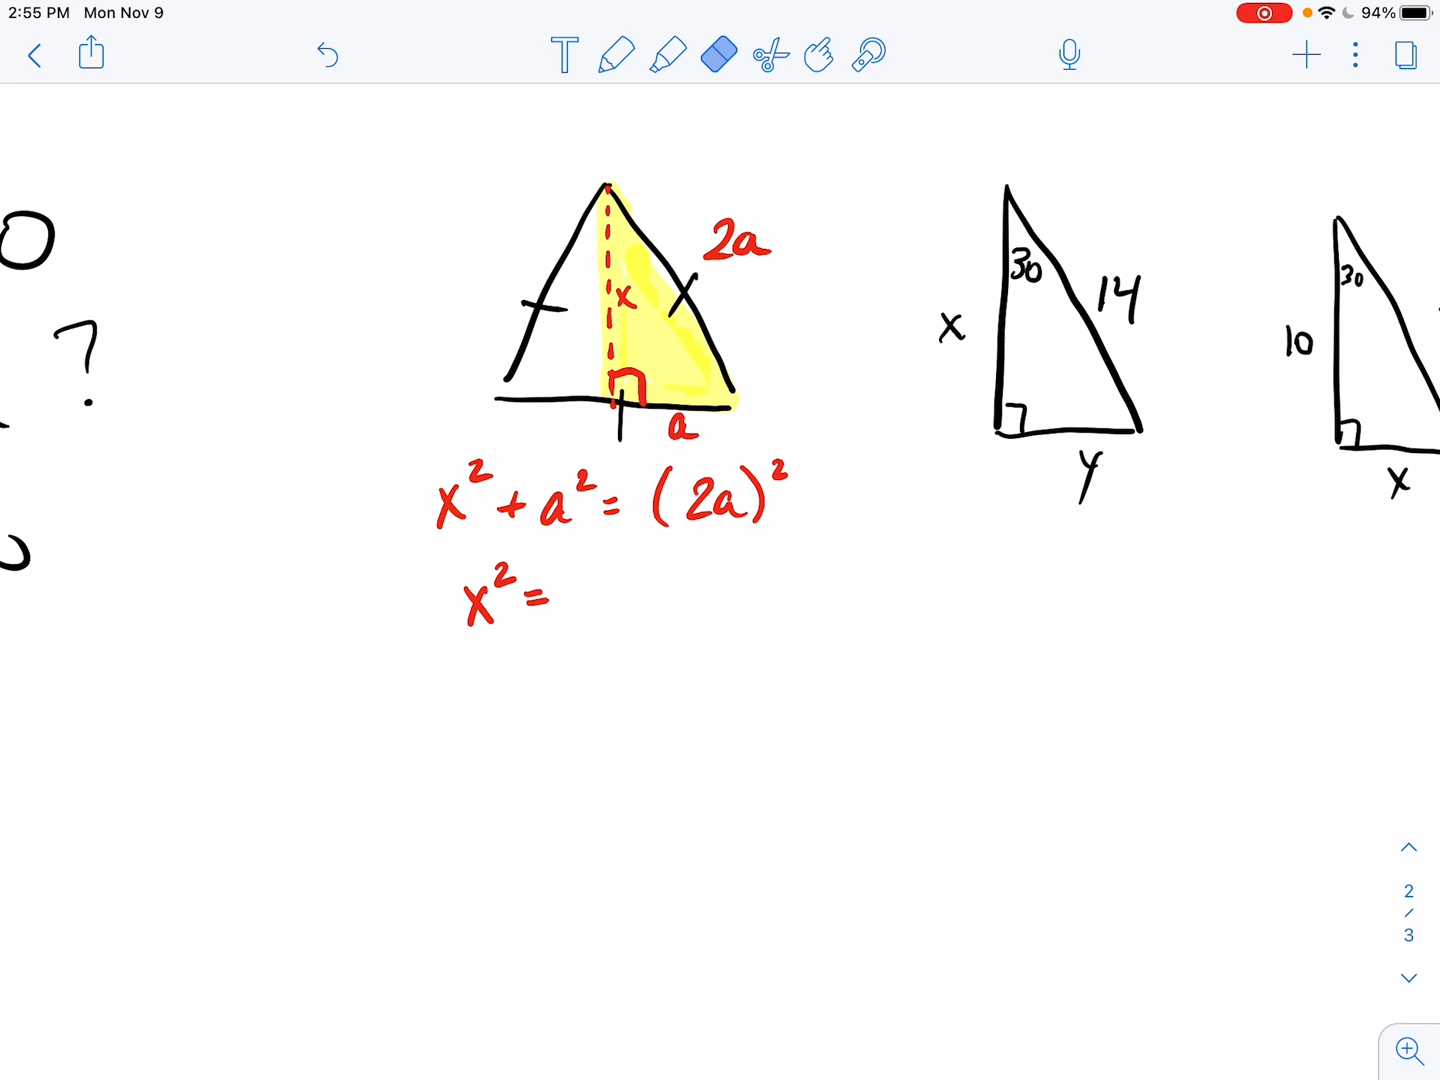 2:55 PM Mon Nov 9
94%
T
O
?
2a
x
a
x² + a² = (2a)²
x² =
30
14
x
y
30
10
x
2
/
3